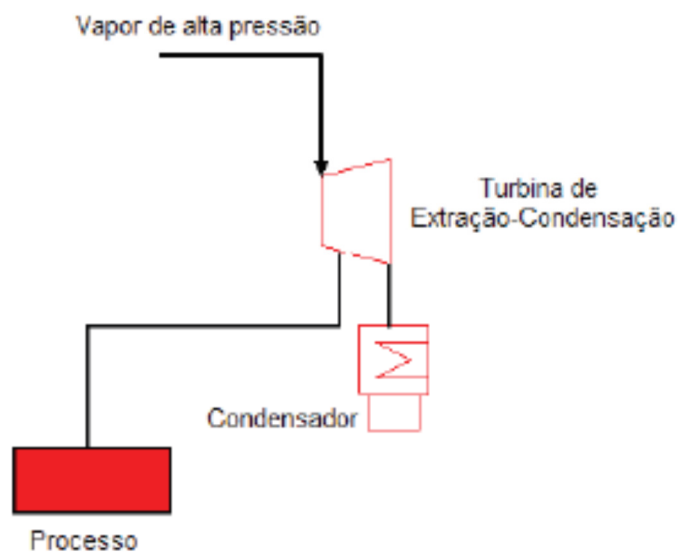 Vapor de alta pressão
Turbina de
Extração-Condensação
Condensador
Processo